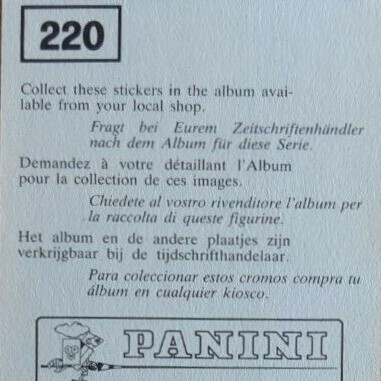 220
Collect these stickers in the album avai-
lable from your local shop.
Fragt bei Eurem Zeitschriftenhändler
nach dem Album für diese Serie.
Demandez à votre détaillant l'Album
pour la collection de ces images.
Chiedete al vostro rivenditore l'album per
la raccolta di queste figurine.
Het album en de andere plaatjes zijn
verkrijgbaar bij de tijdschrifthandelaar.
Para coleccionar estos cromos compra tu
álbum en cualquier kiosco.
PANINI